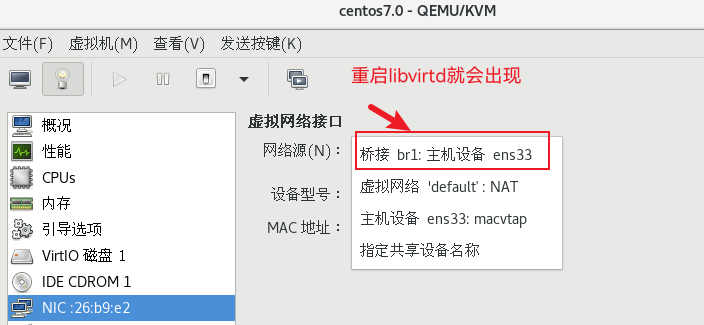 centos7.0 - QEMU/KVM
文件(F) 虚拟机(M) 查看(V) 发送按键(K)
重启libvirtd就会出现
概况
性能
CPUs
内存
引导选项
VirtIO 磁盘 1
IDE CDROM 1
NIC :26:b9:e2
虚拟网络接口
网络源(N)：
桥接 br1: 主机设备 ens33
虚拟网络 'default' : NAT
主机设备 ens33: macvtap
指定共享设备名称
设备型号：
MAC 地址：